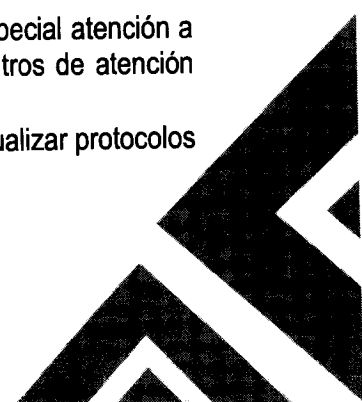 pecial atención a
tros de atención
ualizar protocolos